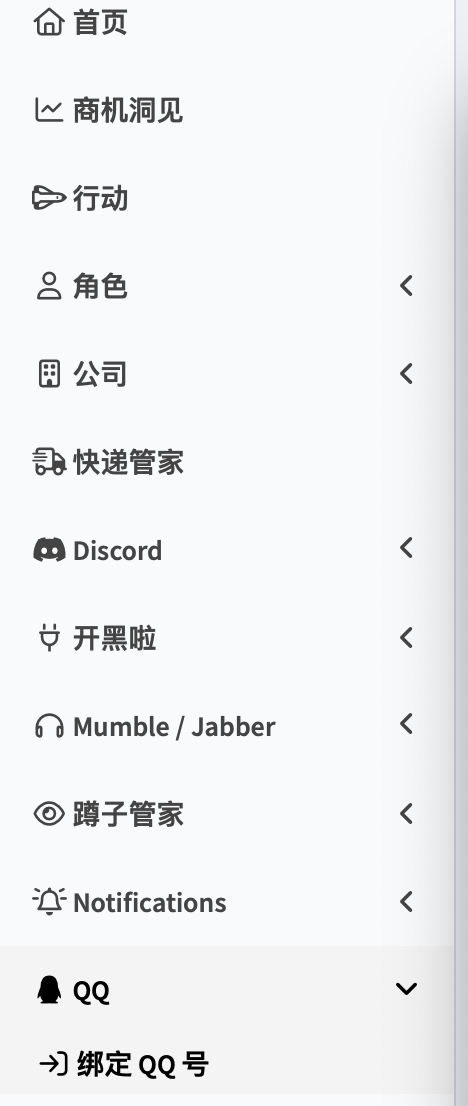 首页
商机洞见
行动
角色
公司
快递管家
Discord
开黑啦
Mumble / Jabber
蹲子管家
Notifications
QQ
绑定 QQ 号